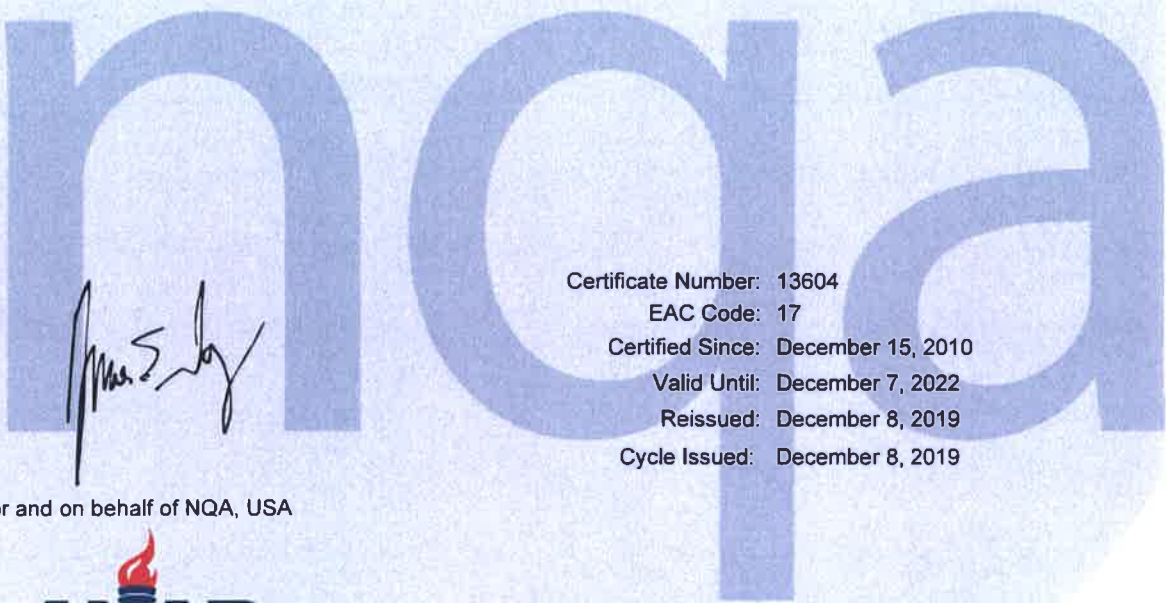 nqa
Certificate Number: 13604
EAC Code: 17
Certified Since: December 15, 2010
Valid Until: December 7, 2022
Reissued: December 8, 2019
Cycle Issued: December 8, 2019
and on behalf of NQA, USA